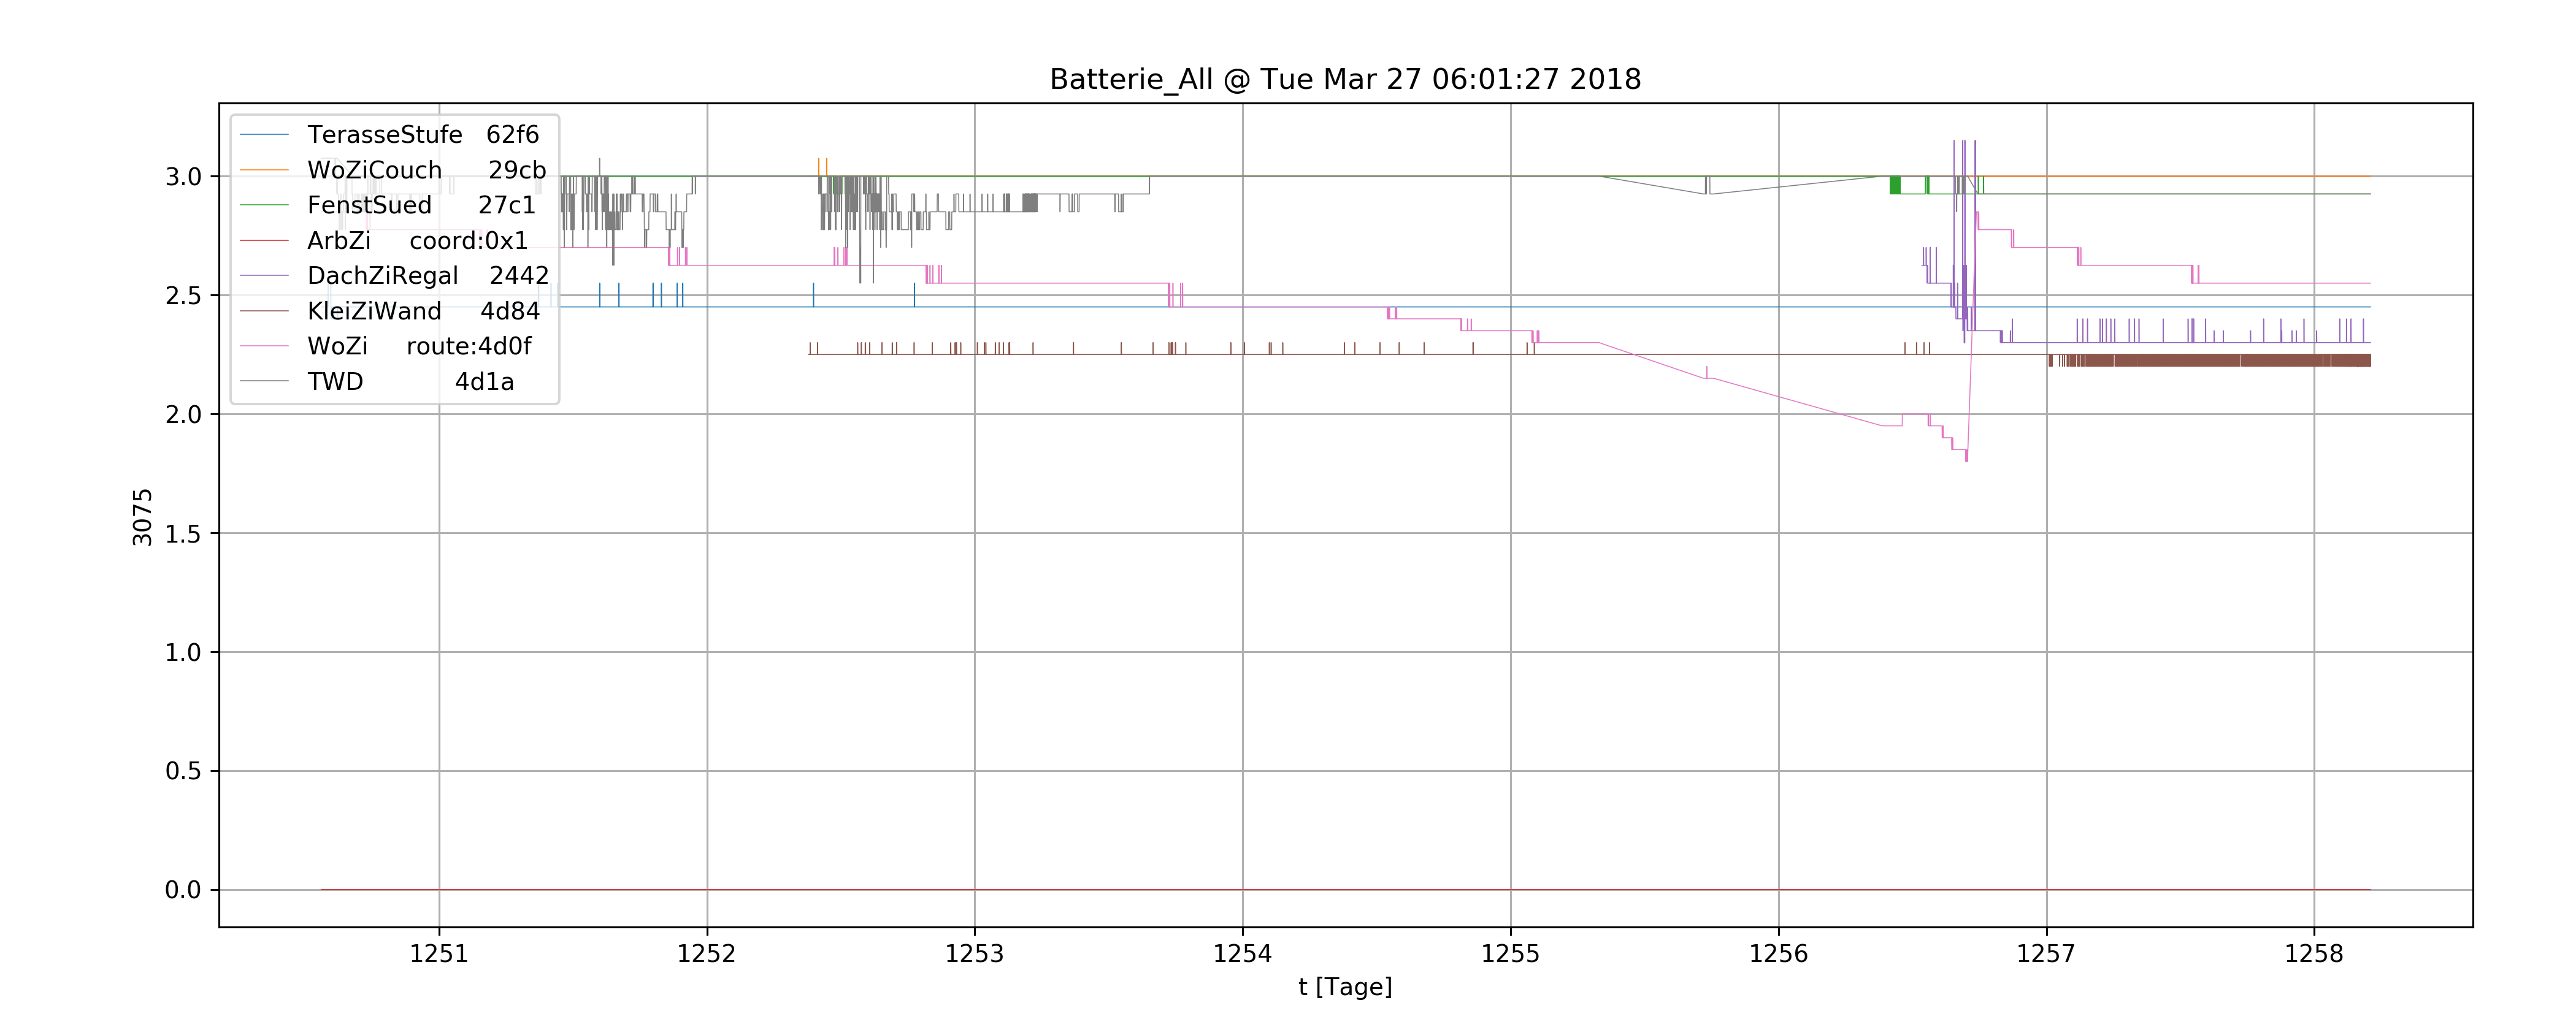 Batterie_All @ Tue Mar 27 06:01:27 2018
TerasseStufe 62f6
WoZiCouch 29cb
FenstSued 27c1
ArbZi coord:0x1
DachZiRegal 2442
KleiZiWand 4d84
WoZi route:4d0f
TWD 4d1a
3075
3.0
2.5
2.0
1.5
1.0
0.5
0.0
1251 1252 1253 1254 1255 1256 1257 1258
t [Tage]